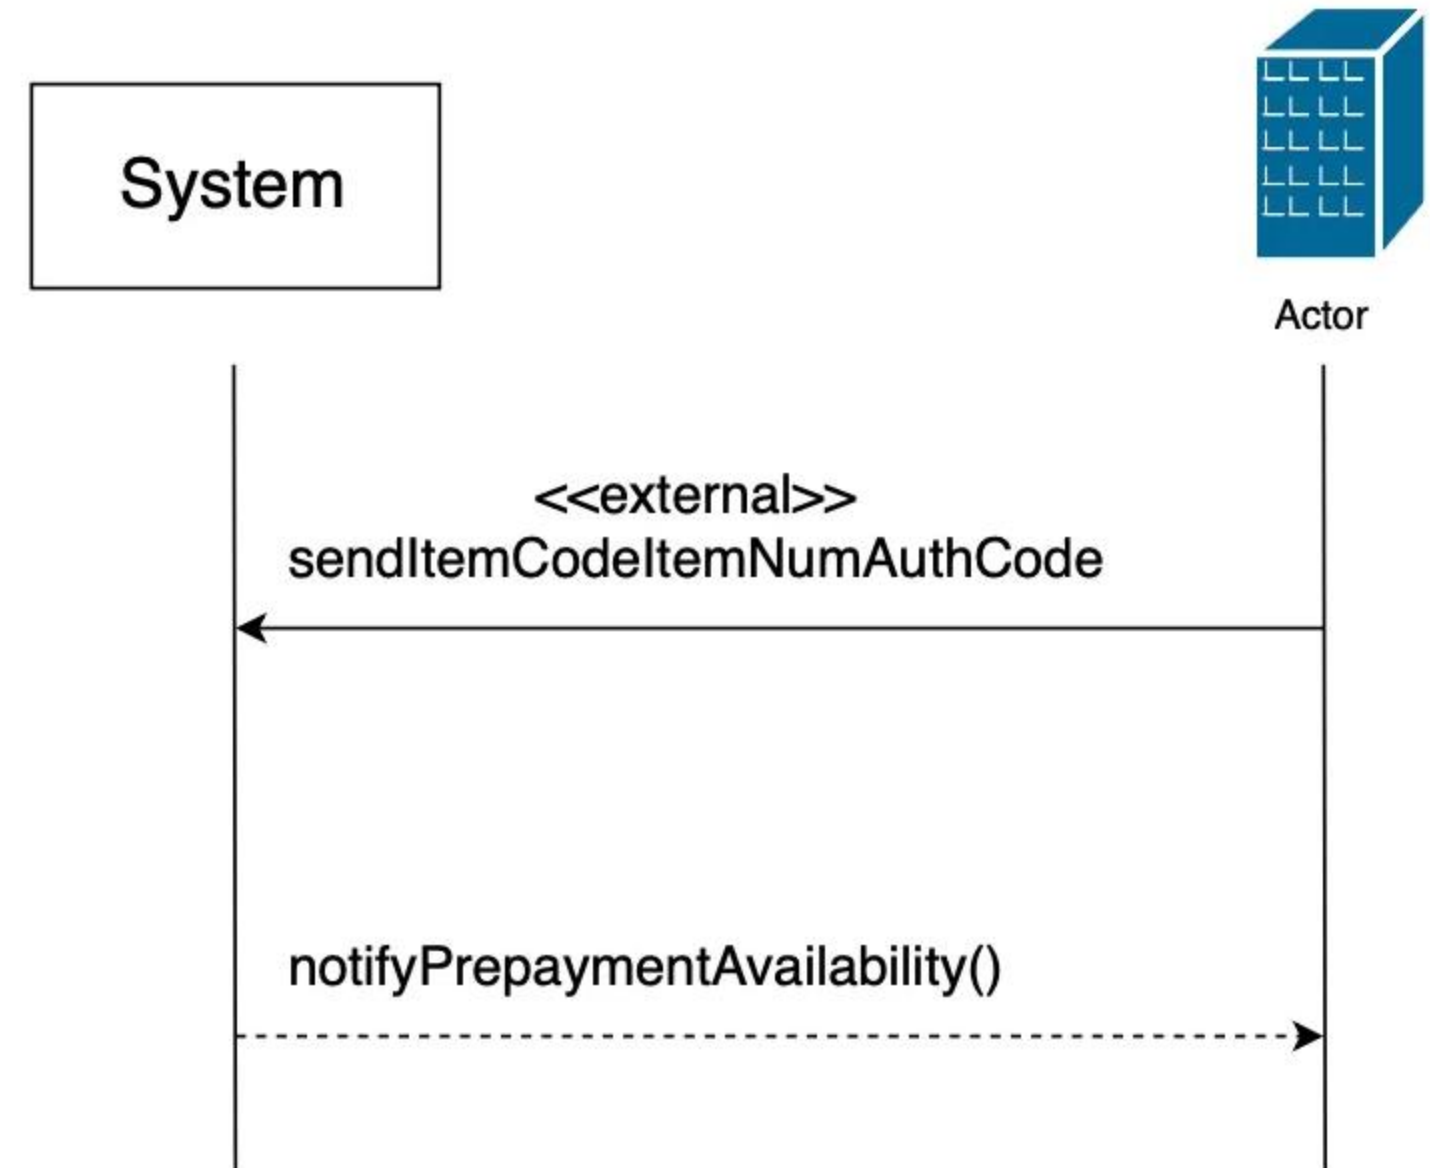 System
Actor
<<external>>
sendItemCodeItemNumAuthCode
notifyPrepaymentAvailability()